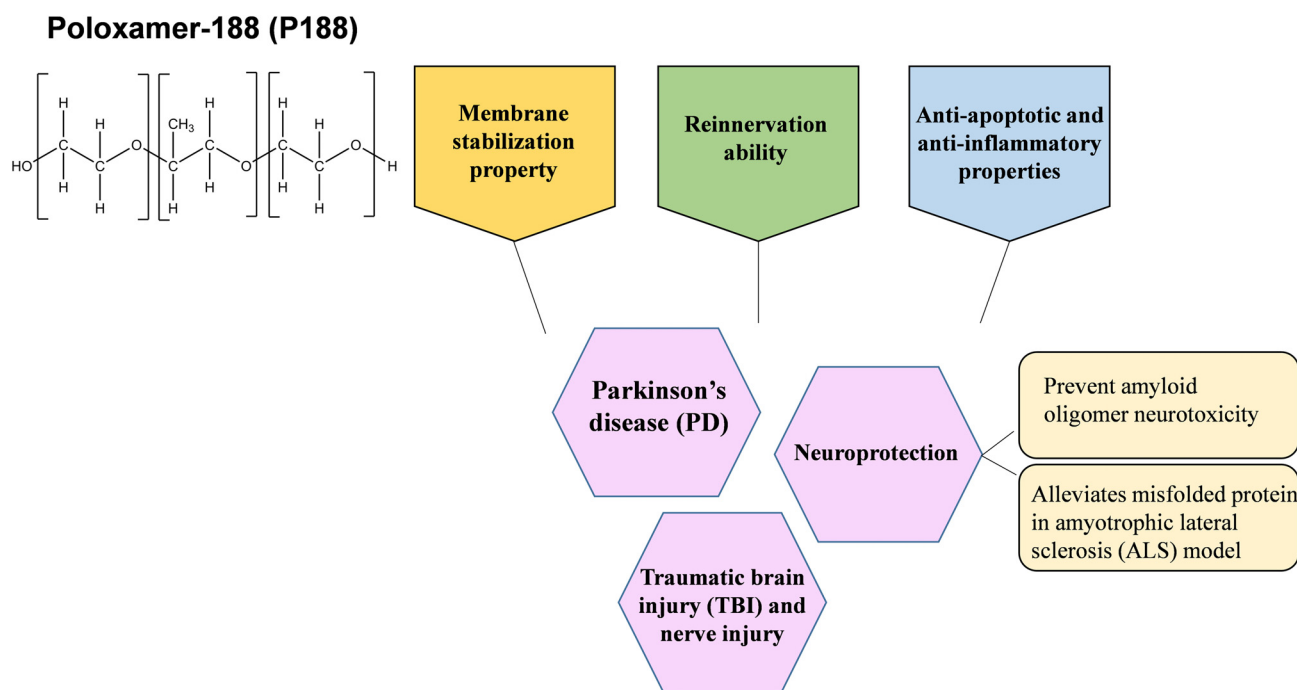 Poloxamer-188 (P188)
H
H
CH3
H
H
H
HO
C
C
O
C
C
O
C
C
O
H
H
H
H
H
H
H
Membrane
stabilization
property
Reinnervation
ability
Anti-apoptotic and
anti-inflammatory
properties
Parkinson’s
disease (PD)
Neuroprotection
Prevent amyloid
oligomer neurotoxicity
Alleviates misfolded protein
in amyotrophic lateral
sclerosis (ALS) model
Traumatic brain
injury (TBI) and
nerve injury